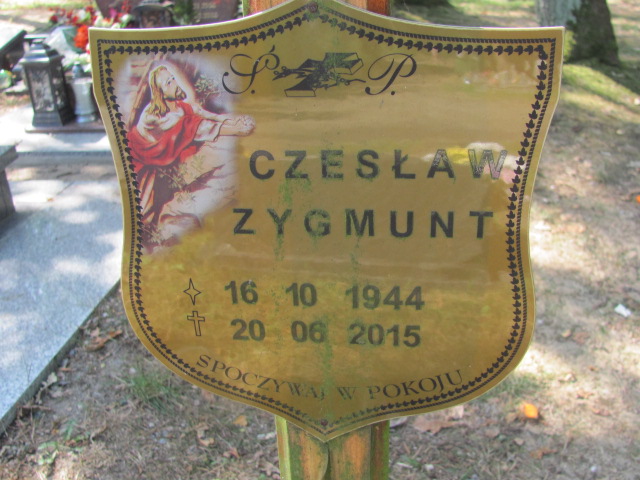 Ś. P.
CZESŁAW
ZYGMUNT
16 10 1944
20 06 2015
SPOCZYWAJ W POKOJU